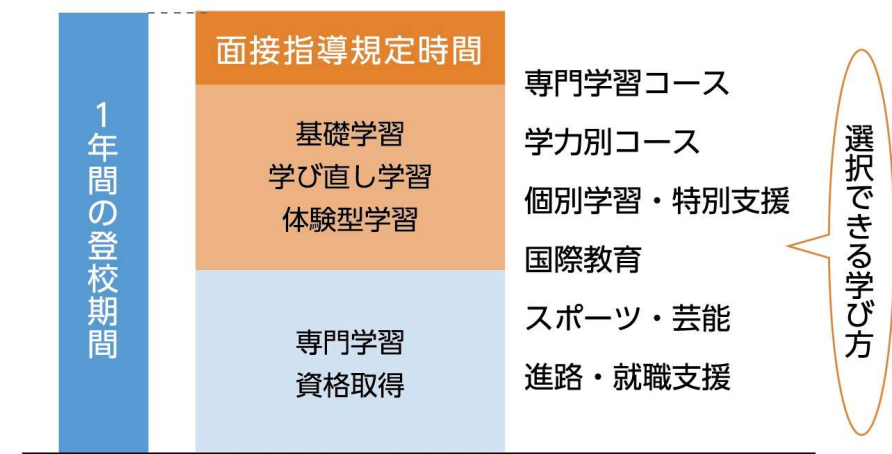 1年間の登校期間
面接指導規定時間
基礎学習
学び直し学習
体験型学習
専門学習
資格取得
専門学習コース
学力別コース
個別学習・特別支援
国際教育
スポーツ・芸能
進路・就職支援
選択できる学び方